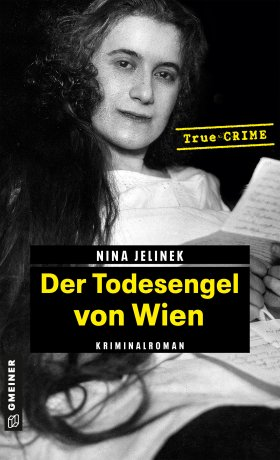 True CRIME
NINA JELINEK
Der Todesengel
von Wien
KRIMINALROMAN
GMEINER